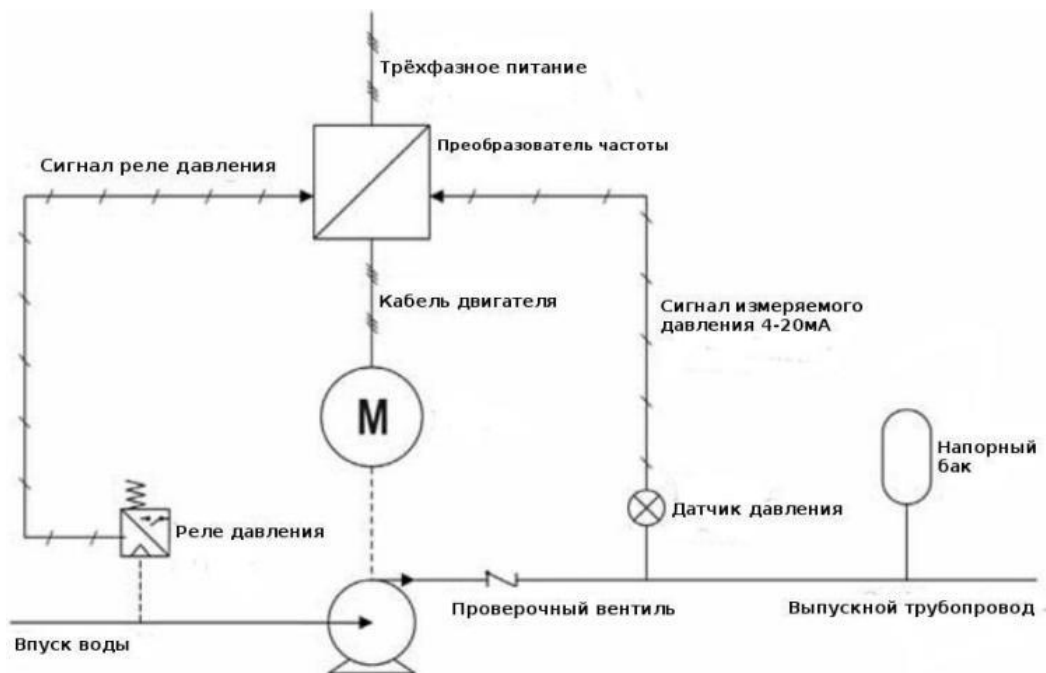 Трёхфазное питание
Преобразователь частоты
Сигнал реле давления
Кабель двигателя
Сигнал измеряемого
давления 4-20мА
М
Напорный
бак
Датчик давления
Реле давления
Проверочный вентиль
Выпускной трубопровод
Впуск воды